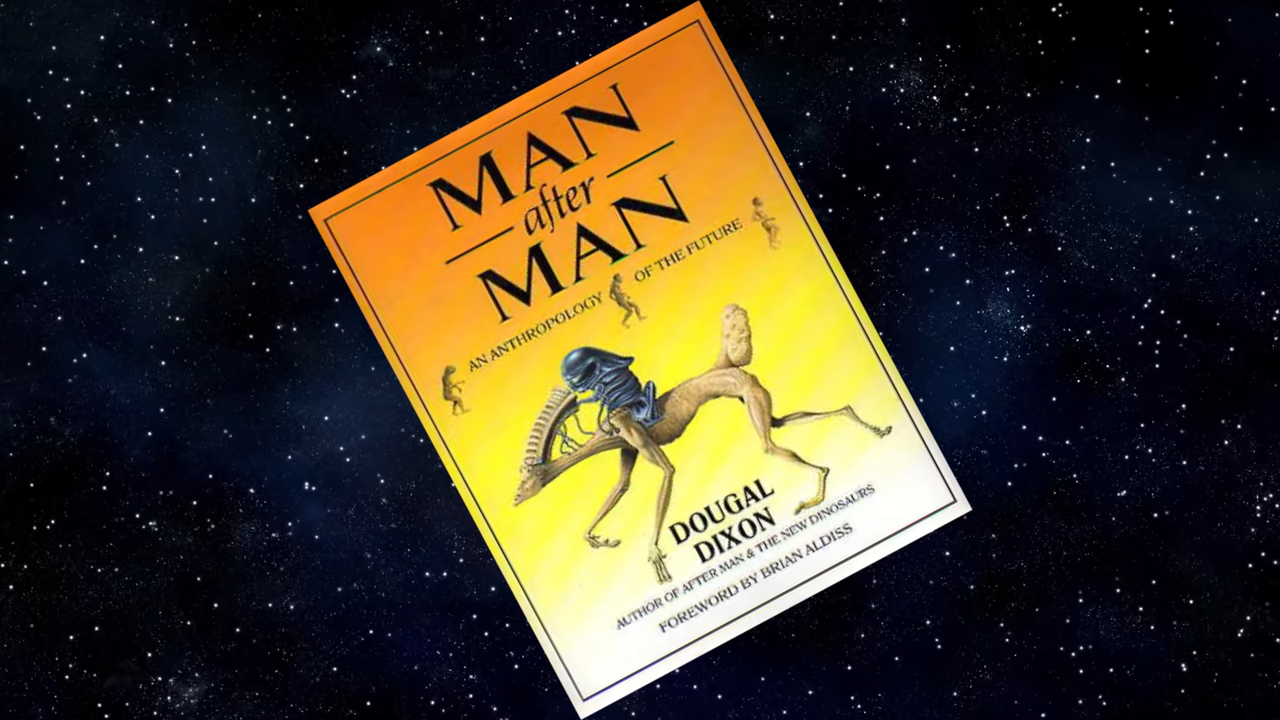 MAN
after
MAN
AN ANTHROPOLOGY OF THE FUTURE
DOUGAL
DIXON
AUTHOR OF AFTER MAN & THE NEW DINOSAURS
FOREWORD BY BRIAN ALDISS